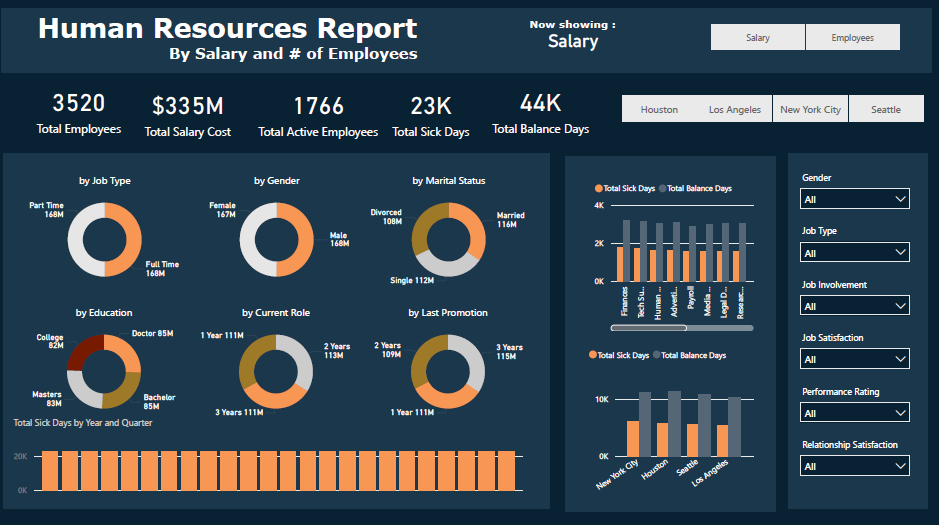 Human Resources Report
By Salary and # of Employees
Now showing :
Salary
Salary
Employees
3520
Total Employees
$335M
Total Salary Cost
1766
Total Active Employees
23K
Total Sick Days
44K
Total Balance Days
Houston
Los Angeles
New York City
Seattle
by Job Type
Part Time
168M
Full Time
168M
by Gender
Female
167M
Male
168M
by Marital Status
Divorced
108M
Married
116M
Single 112M
by Education
College
82M
Doctor 85M
Masters
83M
Bachelor
85M
by Current Role
1 Year 111M
2 Years
113M
3 Years 111M
by Last Promotion
2 Years
109M
3 Years
115M
1 Year 111M
Total Sick Days by Year and Quarter
20K
0K
Total Sick Days
Total Balance Days
4K
2K
0K
Finances
Tech Su...
Human ...
Adverti...
Payroll
Media ...
Legal D...
Researc...
Total Sick Days
Total Balance Days
10K
0K
New York City
Houston
Seattle
Los Angeles
Gender
All
Job Type
All
Job Involvement
All
Job Satisfaction
All
Performance Rating
All
Relationship Satisfaction
All